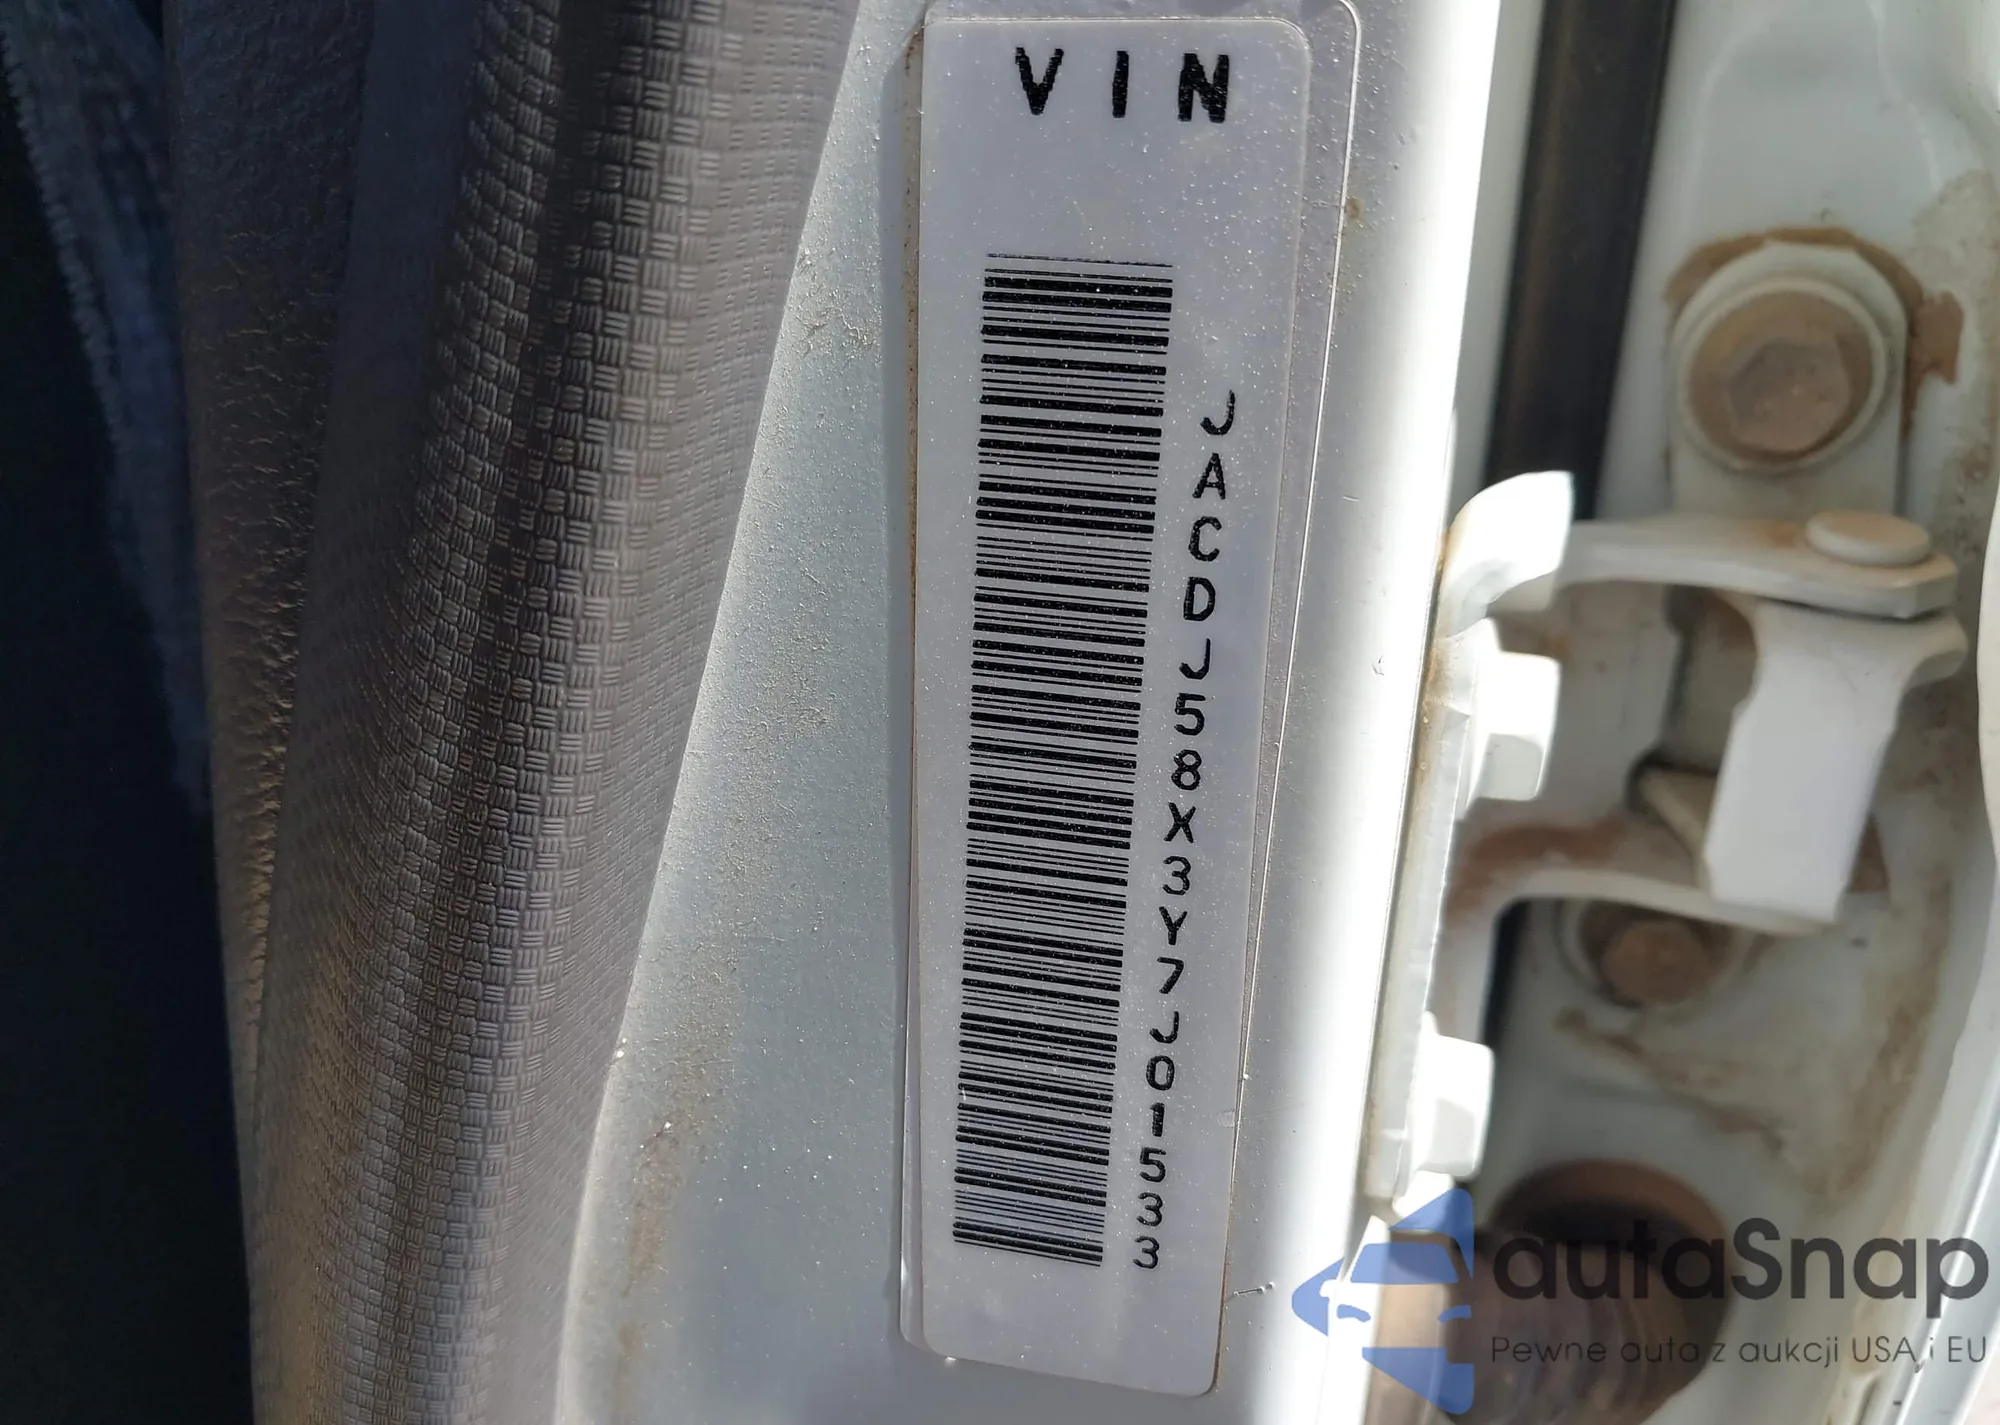 VIN
JACDJ58X3Y7J01533
autaSnap
Pewne auta z aukcji USA i EU